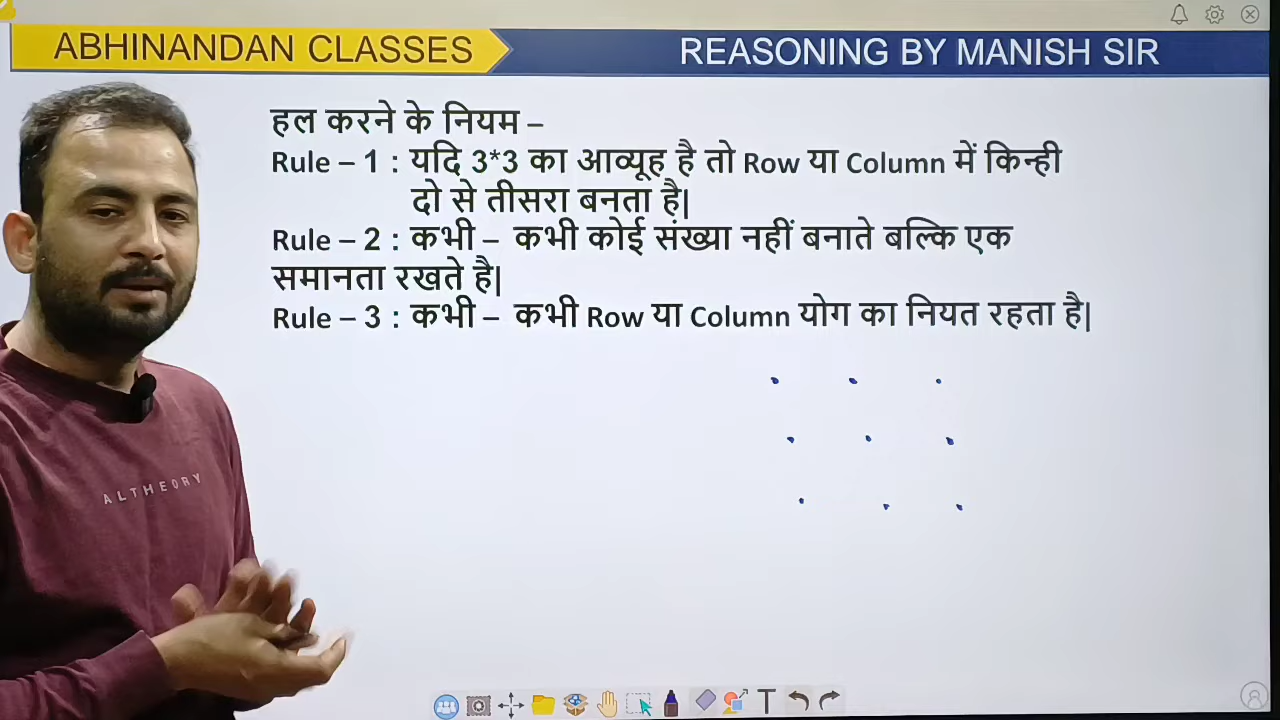 ABHINANDAN CLASSES
REASONING BY MANISH SIR
हल करने के नियम –
Rule – 1 : यदि 3*3 का आव्यूह है तो Row या Column में किन्ही
दो से तीसरा बनता है|
Rule – 2 : कभी – कभी कोई संख्या नहीं बनाते बल्कि एक
समानता रखते है|
Rule – 3 : कभी – कभी Row या Column योग का नियत रहता है|
ALTHEORY